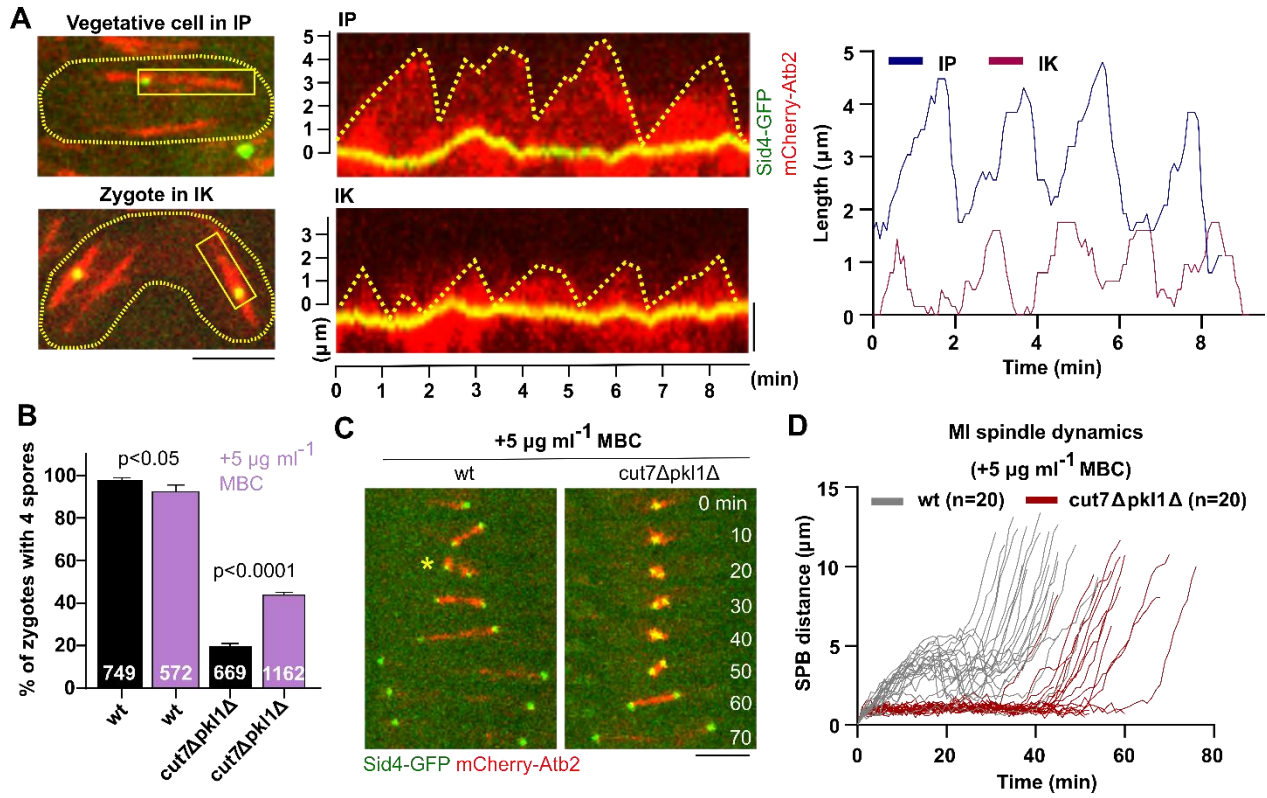 A
Vegetative cell in IP
Zygote in IK
IP
5
4
3
2
1
0
Sid4-GFP
mCherry-Atb2
IK
3
2
1
0
(µm)
0 1 2 3 4 5 6 7 8 (min)
IP IK
Length (µm)
5
4
3
2
1
0
0 2 4 6 8 10
Time (min)
B
% of zygotes with 4 spores
100
80
60
40
20
0
p<0.05
+5 µg ml⁻¹
MBC
p<0.0001
749 572 669 1162
wt wt cut7Δpkl1Δ cut7Δpkl1Δ
C
+5 µg ml⁻¹ MBC
wt cut7Δpkl1Δ
0 min
10
*
20
30
40
50
60
70
Sid4-GFP mCherry-Atb2
D
MI spindle dynamics
(+5 µg ml⁻¹ MBC)
wt (n=20) cut7Δpkl1Δ (n=20)
SPB distance (µm)
15
10
5
0
0 20 40 60 80
Time (min)